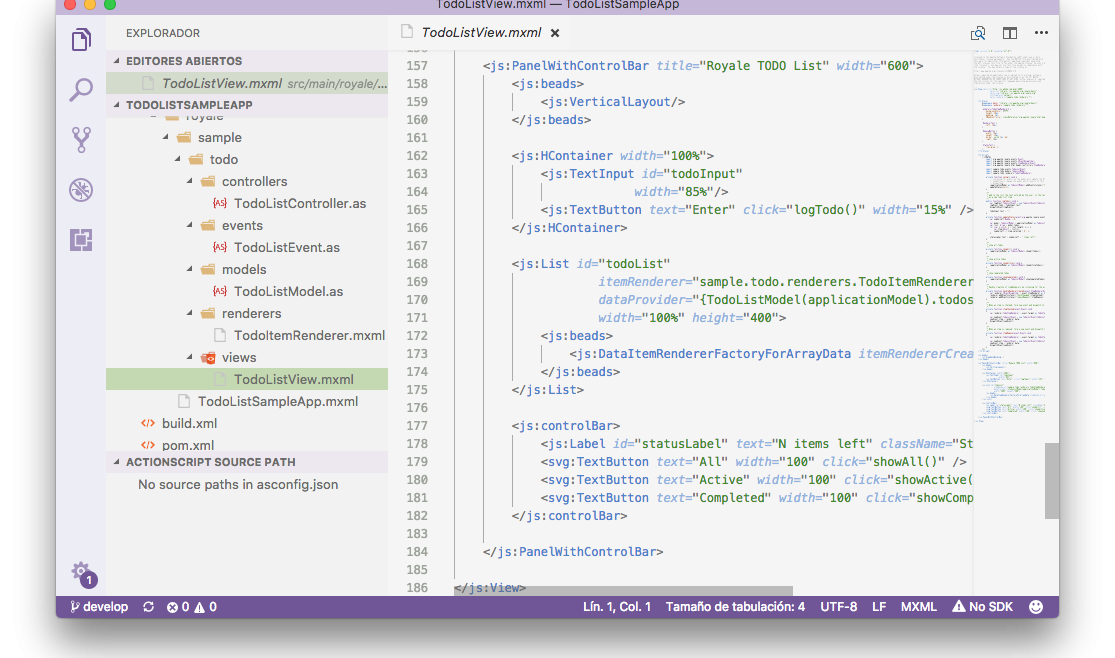 TodoListView.mxml — TodoListSampleApp
EXPLORADOR
EDITORES ABIERTOS
TodoListView.mxml src/main/royale/...
TODOLISTSAMPLEAPP
royale
sample
todo
controllers
TodoListController.as
events
TodoListEvent.as
models
TodoListModel.as
renderers
TodoItemRenderer.mxml
views
TodoListView.mxml
TodoListSampleApp.mxml
build.xml
pom.xml
ACTIONSCRIPT SOURCE PATH
No source paths in asconfig.json
1
TodoListView.mxml
156
157 <js:PanelWithControlBar title="Royale TODO List" width="600">
158 <js:beads>
159 <js:VerticalLayout/>
160 </js:beads>
161
162 <js:HContainer width="100%">
163 <js:TextInput id="todoInput"
164 width="85%"/>
165 <js:TextButton text="Enter" click="logTodo()" width="15%" />
166 </js:HContainer>
167
168 <js:List id="todoList"
169 itemRenderer="sample.todo.renderers.TodoItemRenderer
170 dataProvider="{TodoListModel(applicationModel).todos
171 width="100%" height="400">
172 <js:beads>
173 <js:DataItemRendererFactoryForArrayData itemRendererCrea
174 </js:beads>
175 </js:List>
176
177 <js:controlBar>
178 <js:Label id="statusLabel" text="N items left" className="St
179 <svg:TextButton text="All" width="100" click="showAll()" />
180 <svg:TextButton text="Active" width="100" click="showActive(
181 <svg:TextButton text="Completed" width="100" click="showComp
182 </js:controlBar>
183
184 </js:PanelWithControlBar>
185
186 </js:View>
develop 0 0 Lín. 1, Col. 1 Tamaño de tabulación: 4 UTF-8 LF MXML No SDK